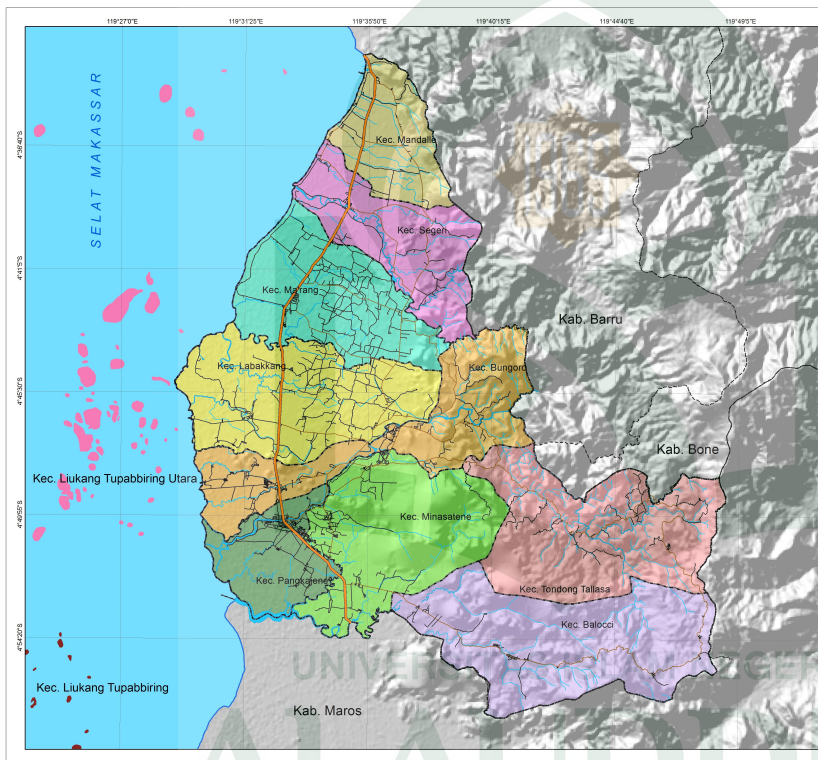 119°27'0"E
119°31'25"E
119°35'50"E
119°40'15"E
119°44'40"E
119°49'5"E
4°36'40"S
4°41'5"S
4°45'30"S
4°49'55"S
4°54'20"S
SELAT MAKASSAR
Kec. Mandalle
Kec. Segeri
Kec. Ma'rang
Kab. Barru
Kec. Labakkang
Kec. Bungoro
Kab. Bone
Kec. Liukang Tupabbiring Utara
Kec. Minasatene
Kec. Pangkajene
Kec. Tondong Tallasa
Kec. Balocci
Kec. Liukang Tupabbiring
Kab. Maros